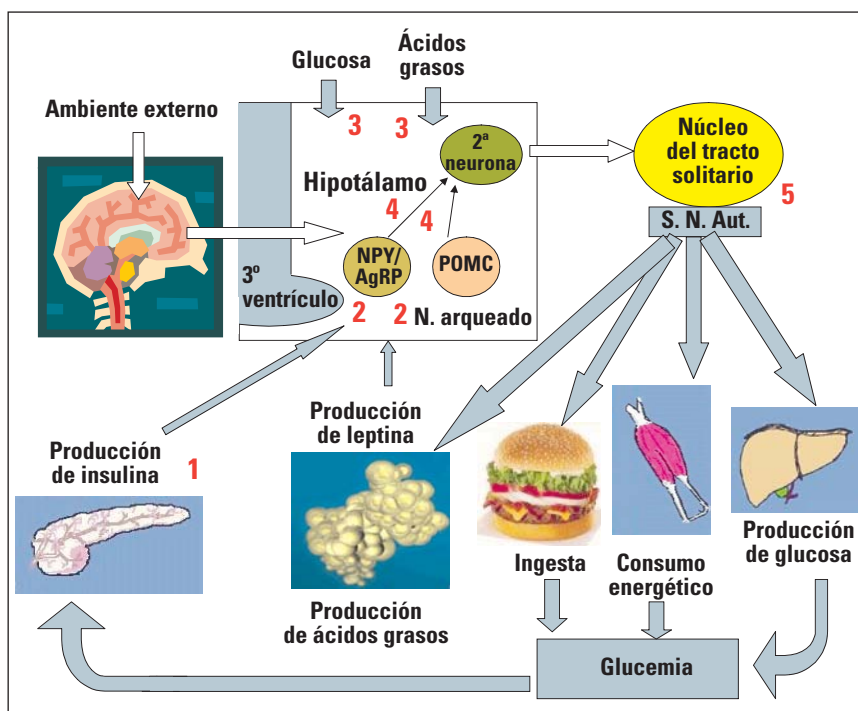 Ambiente externo
Glucosa
Ácidos
grasos
3
3
2ª
neurona
Núcleo
del tracto
solitario
5
S. N. Aut.
Hipotálamo
4
4
NPY/
AgRP
POMC
3º
ventrículo
2
2
N. arqueado
Producción
de insulina
1
Producción
de leptina
Producción
de ácidos grasos
Ingesta
Consumo
energético
Producción
de glucosa
Glucemia